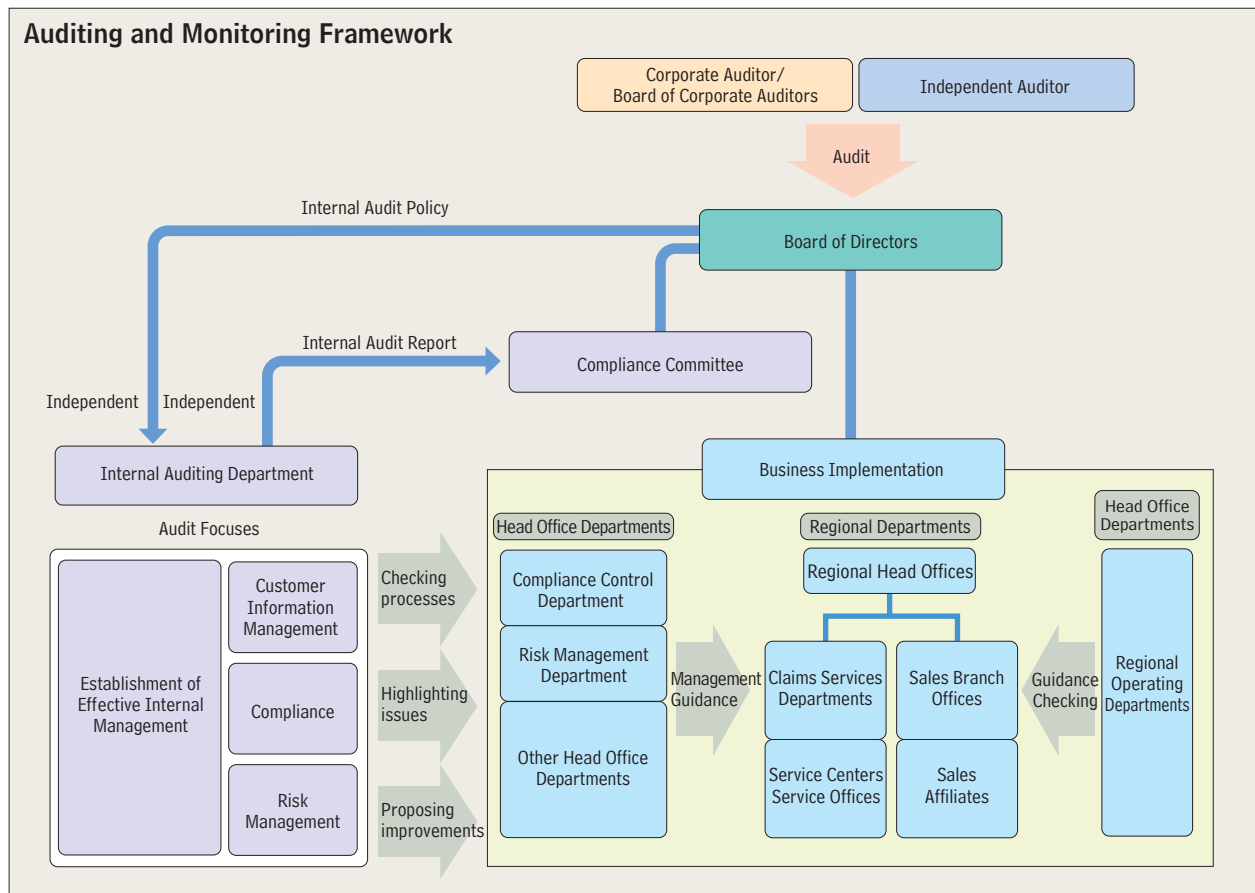 Auditing and Monitoring Framework
Corporate Auditor/
Board of Corporate Auditors
Independent Auditor
Audit
Internal Audit Policy
Board of Directors
Internal Audit Report
Compliance Committee
Independent
Independent
Internal Auditing Department
Business Implementation
Audit Focuses
Establishment of
Effective Internal
Management
Customer
Information
Management
Compliance
Risk
Management
Checking
processes
Highlighting
issues
Proposing
improvements
Head Office Departments
Compliance Control
Department
Risk Management
Department
Other Head Office
Departments
Management
Guidance
Regional Departments
Regional Head Offices
Claims Services
Departments
Sales Branch
Offices
Service Centers
Service Offices
Sales
Affiliates
Guidance
Checking
Head Office
Departments
Regional
Operating
Departments